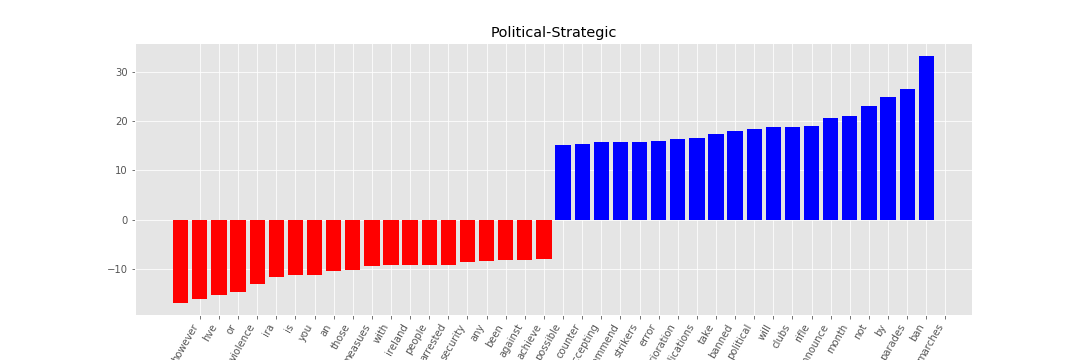 Political-Strategic
30
20
10
0
−10
however
hve
or
violence
ira
is
you
an
those
measues
with
ireland
people
arrested
security
any
been
against
achieve
possible
counter
strikers
error
take
banned
political
will
clubs
rifle
month
not
by
parades
ban
marches